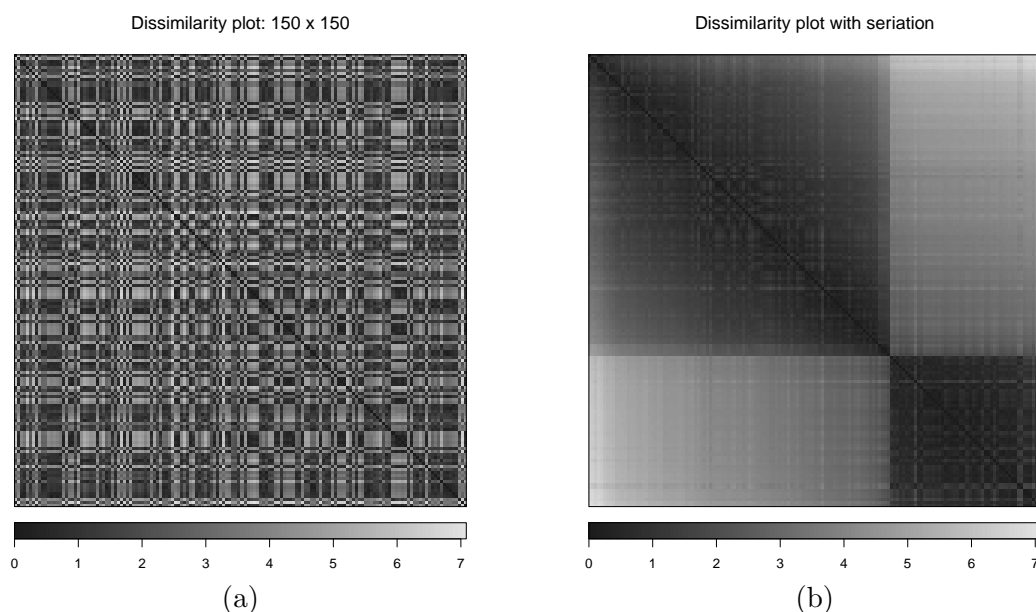 Dissimilarity plot: 150 x 150
Dissimilarity plot with seriation
0 1 2 3 4 5 6 7
0 1 2 3 4 5 6 7
(a)
(b)